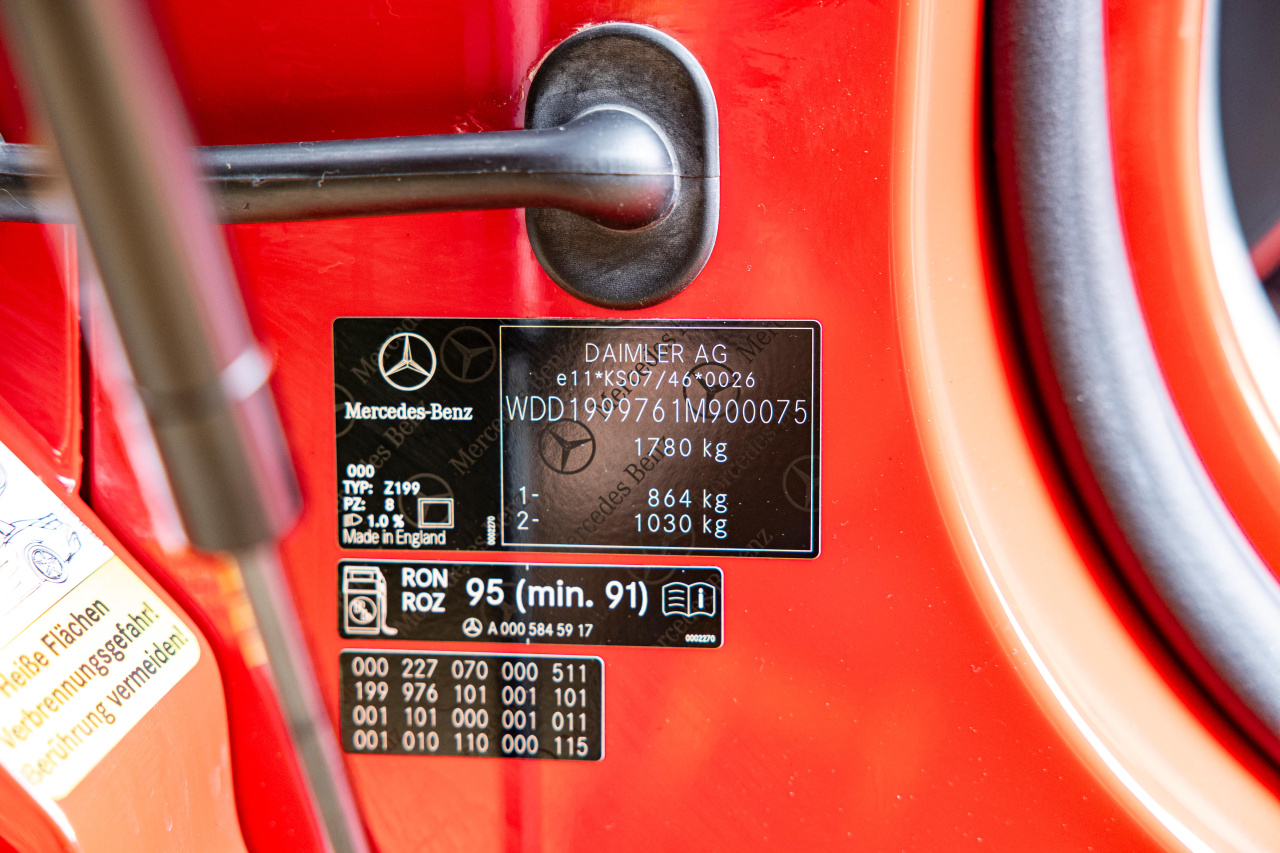 DAIMLER AG
e11*KS07/46*0026
WDD1999761M900075
1780 kg
1- 864 kg
2- 1030 kg
Mercedes-Benz
000
TYP: Z199
PZ: 8
1.0 %
Made in England
0002270
RON
ROZ
95 (min. 91)
A 000 584 59 17
0002270
000 227 070 000 511
199 976 101 001 101
001 101 000 001 011
001 010 110 000 115
Heiße Flächen
Verbrennungsgefahr!
Berührung vermeiden!